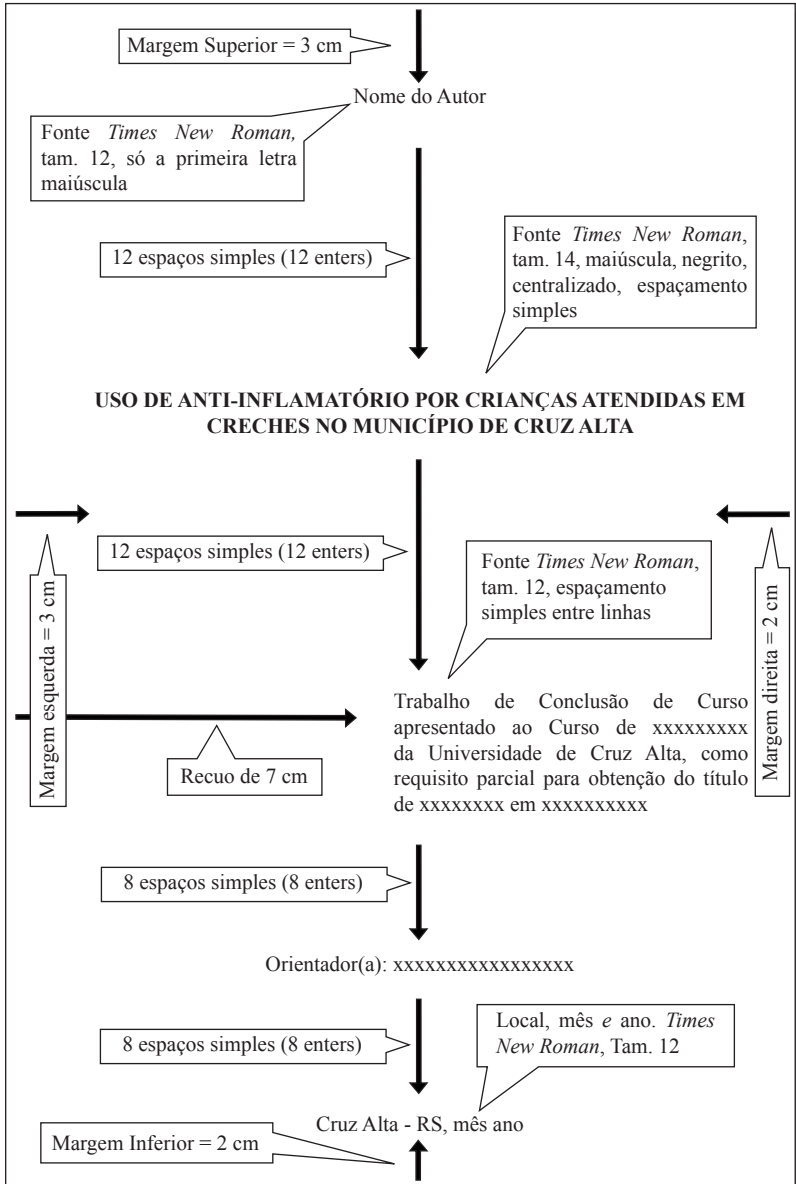 Margem Superior = 3 cm
Nome do Autor
Fonte Times New Roman,
tam. 12, só a primeira letra
maiúscula
12 espaços simples (12 enters)
Fonte Times New Roman,
tam. 14, maiúscula, negrito,
centralizado, espaçamento
simples
USO DE ANTI-INFLAMATÓRIO POR CRIANÇAS ATENDIDAS EM
CRECHES NO MUNICÍPIO DE CRUZ ALTA
12 espaços simples (12 enters)
Fonte Times New Roman,
tam. 12, espaçamento
simples entre linhas
Margem esquerda = 3 cm
Margem direita = 2 cm
Trabalho de Conclusão de Curso
apresentado ao Curso de xxxxxxxxx
da Universidade de Cruz Alta, como
requisito parcial para obtenção do título
de xxxxxxxx em xxxxxxxxxx
Recuo de 7 cm
8 espaços simples (8 enters)
Orientador(a): xxxxxxxxxxxxxxxxx
8 espaços simples (8 enters)
Local, mês e ano. Times
New Roman, Tam. 12
Cruz Alta - RS, mês ano
Margem Inferior = 2 cm